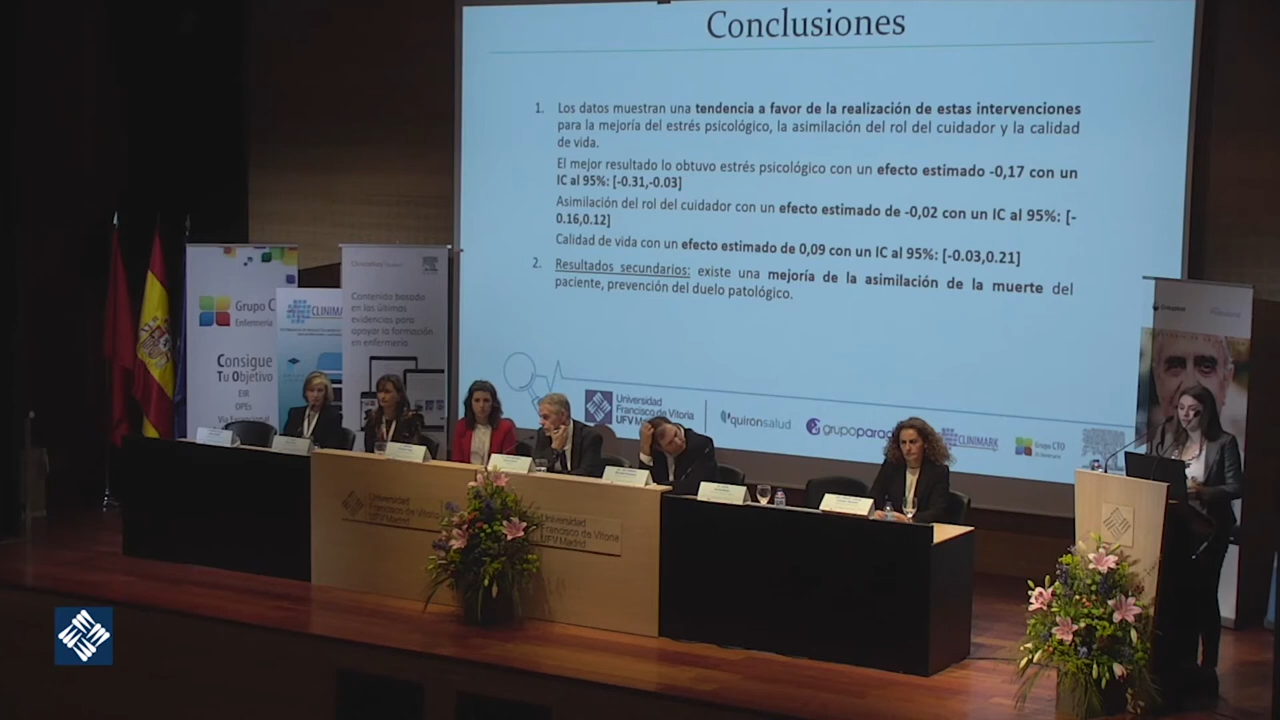 Conclusiones
1. Los datos muestran una tendencia a favor de la realización de estas intervenciones
para la mejoría del estrés psicológico, la asimilación del rol del cuidador y la calidad
de vida.
El mejor resultado lo obtuvo estrés psicológico con un efecto estimado -0,17 con un
IC al 95%: [-0.31,-0.03]
Asimilación del rol del cuidador con un efecto estimado de -0,02 con un IC al 95%: [-
0.16,0.12]
Calidad de vida con un efecto estimado de 0,09 con un IC al 95%: [-0.03,0.21]
2. Resultados secundarios: existe una mejoría de la asimilación de la muerte del
paciente, prevención del duelo patológico.
Universidad
Francisco de Vitoria
UFV
quironsalud
grupo
CLINIMARK
Grupo CTO
Grupo C
Enfermería
Consigue
Tu Objetivo
EIR
OPEs
Vía Excepcional
CLINIMA
Contenido basado
en las últimas
evidencias para
apoyar la formación
en enfermería
Universidad
Francisco de Vitoria
UFV Madrid
Universidad
Francisco de Vitoria
UFV Madrid